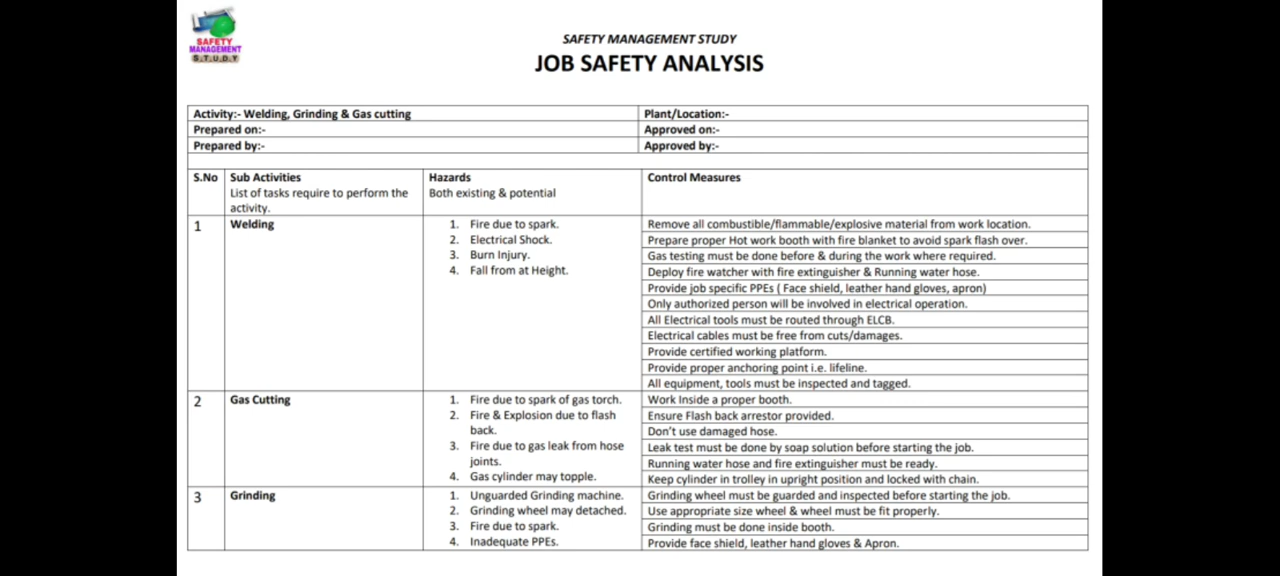 SAFETY
MANAGEMENT
S.T.U.D.Y
SAFETY MANAGEMENT STUDY
JOB SAFETY ANALYSIS
Activity:- Welding, Grinding & Gas cutting
Plant/Location:-
Prepared on:-
Approved on:-
Prepared by:-
Approved by:-
S.No
Sub Activities
List of tasks require to perform the
activity.
Hazards
Both existing & potential
Control Measures
1
Welding
1. Fire due to spark.
2. Electrical Shock.
3. Burn Injury.
4. Fall from at Height.
Remove all combustible/flammable/explosive material from work location.
Prepare proper Hot work booth with fire blanket to avoid spark flash over.
Gas testing must be done before & during the work where required.
Deploy fire watcher with fire extinguisher & Running water hose.
Provide job specific PPEs ( Face shield, leather hand gloves, apron)
Only authorized person will be involved in electrical operation.
All Electrical tools must be routed through ELCB.
Electrical cables must be free from cuts/damages.
Provide certified working platform.
Provide proper anchoring point i.e. lifeline.
All equipment, tools must be inspected and tagged.
2
Gas Cutting
1. Fire due to spark of gas torch.
2. Fire & Explosion due to flash
back.
3. Fire due to gas leak from hose
joints.
4. Gas cylinder may topple.
Work Inside a proper booth.
Ensure Flash back arrestor provided.
Don't use damaged hose.
Leak test must be done by soap solution before starting the job.
Running water hose and fire extinguisher must be ready.
Keep cylinder in trolley in upright position and locked with chain.
3
Grinding
1. Unguarded Grinding machine.
2. Grinding wheel may detached.
3. Fire due to spark.
4. Inadequate PPEs.
Grinding wheel must be guarded and inspected before starting the job.
Use appropriate size wheel & wheel must be fit properly.
Grinding must be done inside booth.
Provide face shield, leather hand gloves & Apron.